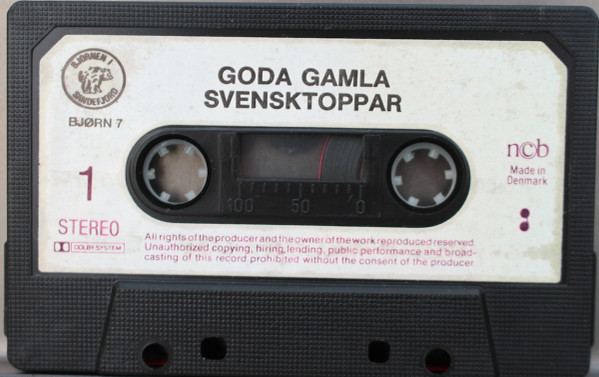 BJØRNEN I
SANDEFJORD
BJØRN 7
GODA GAMLA
SVENSKTOPPAR
1
STEREO
DOLBY SYSTEM
100 50 0
ncb
Made in
Denmark
All rights of the producer and the owner of the work reproduced reserved.
Unauthorized copying, hiring, lending, public performance and broad-
casting of this record prohibited without the consent of the producer